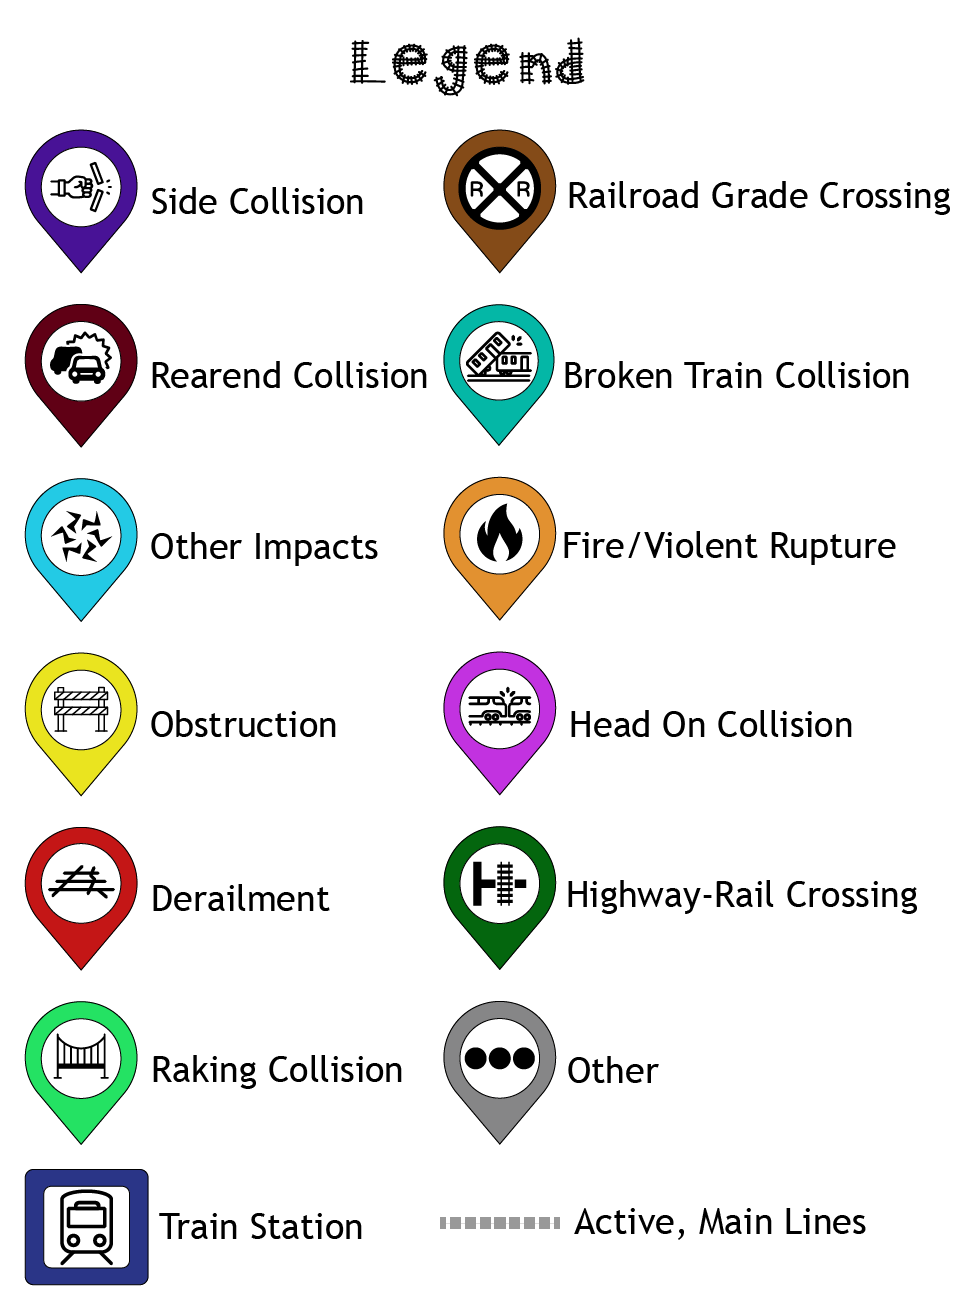 Legend
Side Collision
R R
Railroad Grade Crossing
Rearend Collision
Broken Train Collision
Other Impacts
Fire/Violent Rupture
Obstruction
Head On Collision
Derailment
Highway-Rail Crossing
Raking Collision
Other
Train Station
Active, Main Lines